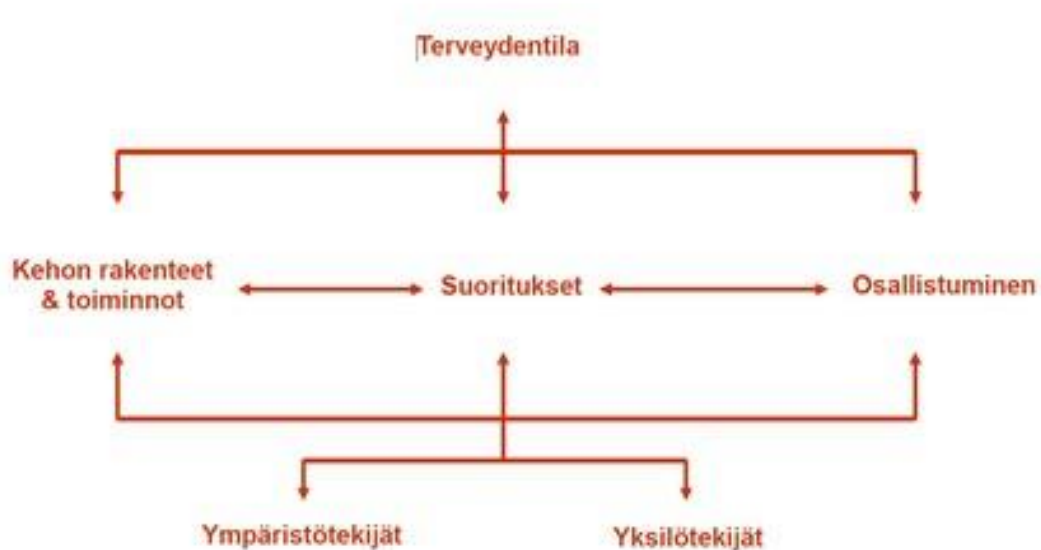 Terveydentila
Kehon rakenteet
& toiminnot
Suoritukset
Osallistuminen
Ympäristötekijät
Yksilötekijät